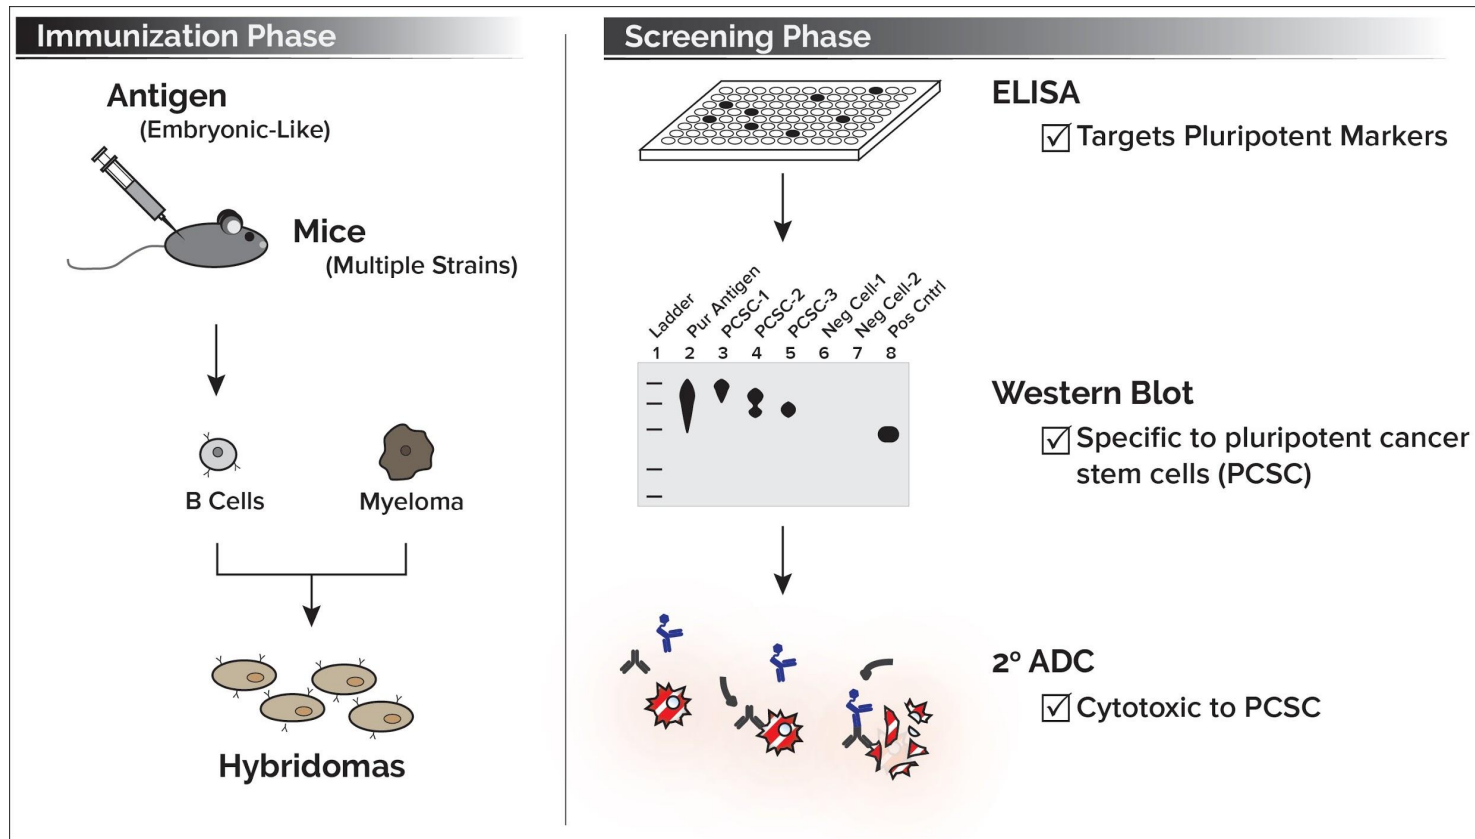 Immunization Phase
Antigen
(Embryonic-Like)
Mice
(Multiple Strains)
B Cells
Myeloma
Hybridomas
Screening Phase
ELISA
Targets Pluripotent Markers
Ladder
Pur Antigen
PCSC-1
PCSC-2
PCSC-3
Neg Cell-1
Neg Cell-2
Pos Cntrl
1 2 3 4 5 6 7 8
Western Blot
Specific to pluripotent cancer
stem cells (PCSC)
2º ADC
Cytotoxic to PCSC